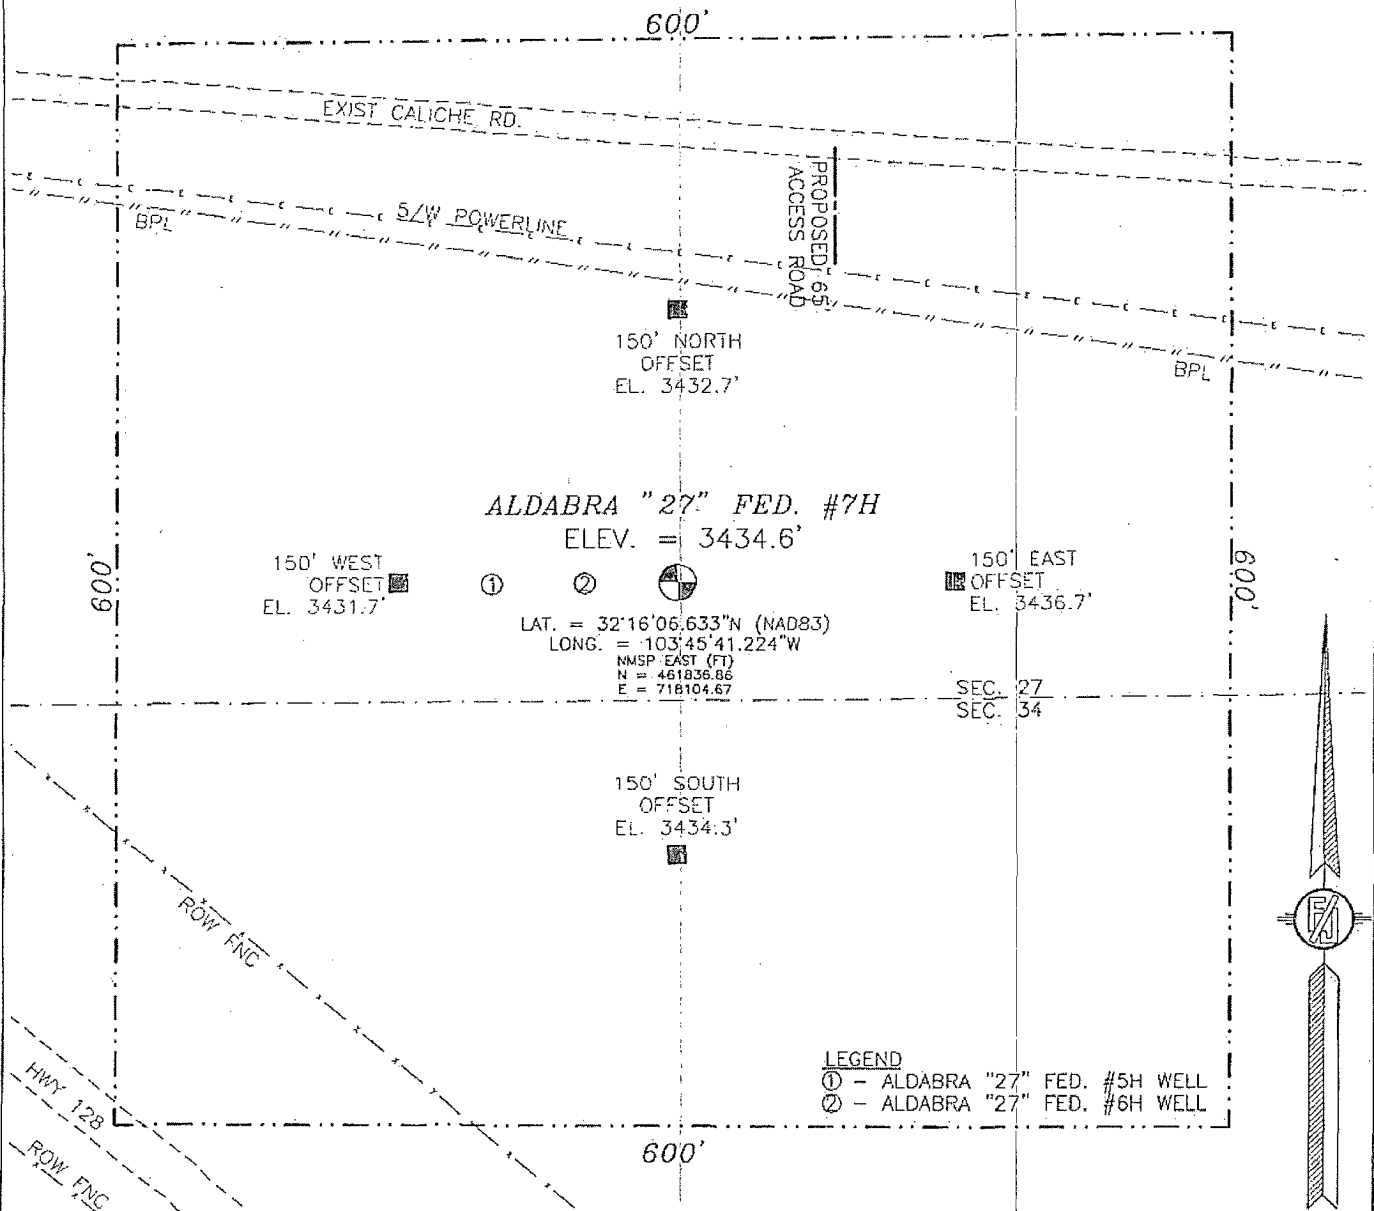 600'
EXIST CALICHE RD.
PROPOSED 65'
ACCESS ROAD
5/W POWERLINE
BPL
150' NORTH
OFFSET
EL. 3432.7'
BPL
ALDABRA "27" FED. #7H
ELEV. = 3434.6'
600'
150' WEST
OFFSET
EL. 3431.7'
1
2
150' EAST
OFFSET
EL. 3436.7'
600'
LAT. = 32°16'06.633"N (NAD83)
LONG. = 103°45'41.224"W
NMSP EAST (FT)
N = 461836.86
E = 718104.67
SEC. 27
SEC. 34
150' SOUTH
OFFSET
EL. 3434.3'
ROW FNC
FJ
HWY 128
ROW FNC
LEGEND
① - ALDABRA "27" FED. #5H WELL
② - ALDABRA "27" FED. #6H WELL
600'